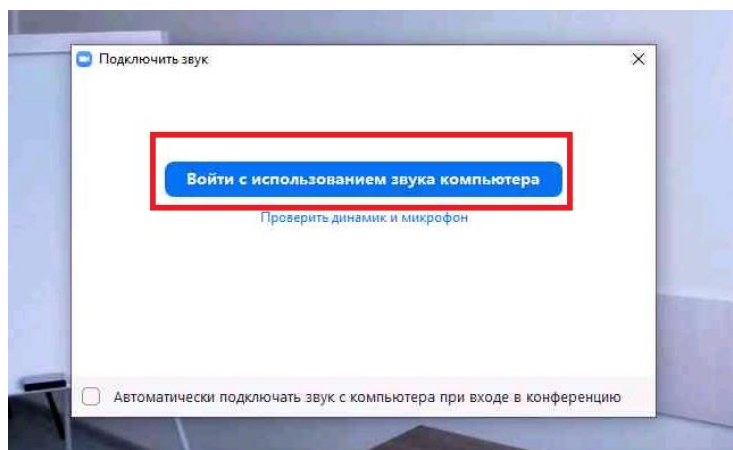 Подключить звук
Войти с использованием звука компьютера
Проверить динамик и микрофон
Автоматически подключать звук с компьютера при входе в конференцию